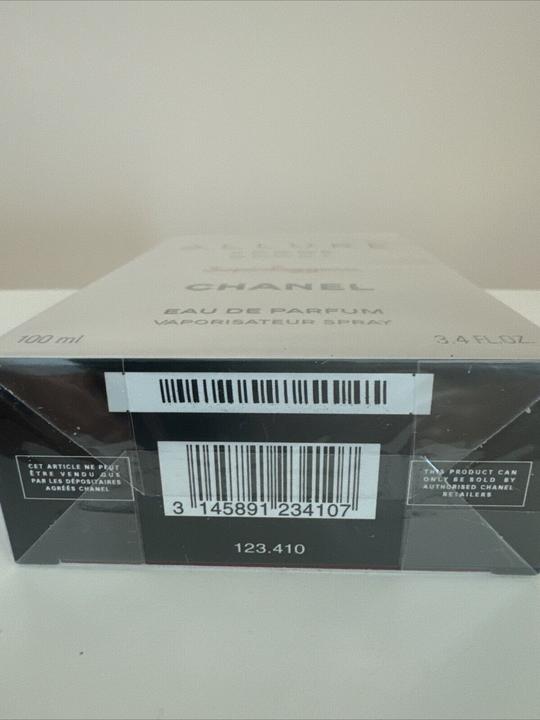 ALLURE
HOMME
CHANEL
EAU DE PARFUM
VAPORISATEUR SPRAY
100 ml
3.4 FL.OZ.
CET ARTICLE NE PEUT
ÊTRE VENDU QUE
PAR LES DÉPOSITAIRES
AGRÉÉS CHANEL
THIS PRODUCT CAN
ONLY BE SOLD BY
AUTHORISED CHANEL
RETAILERS
3 145891 234107
123.410